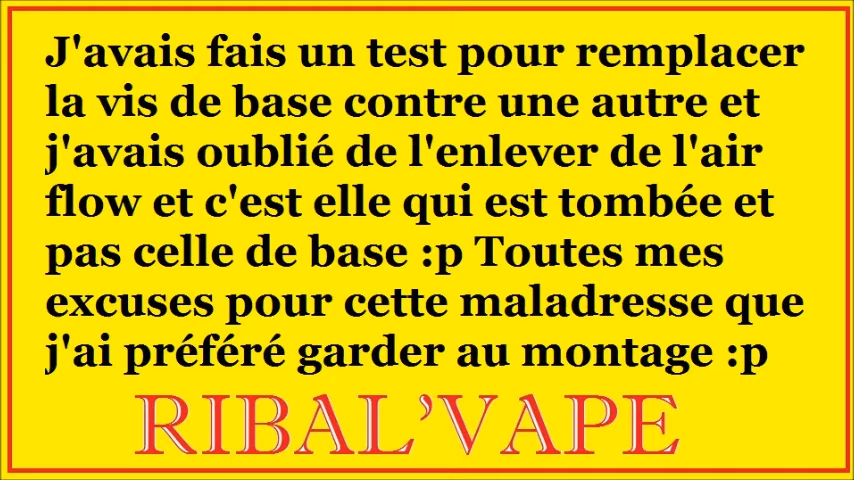 J'avais fais un test pour remplacer
la vis de base contre une autre et
j'avais oublié de l'enlever de l'air
flow et c'est elle qui est tombée et
pas celle de base :p Toutes mes
excuses pour cette maladresse que
j'ai préféré garder au montage :p
RIBAL'VAPE